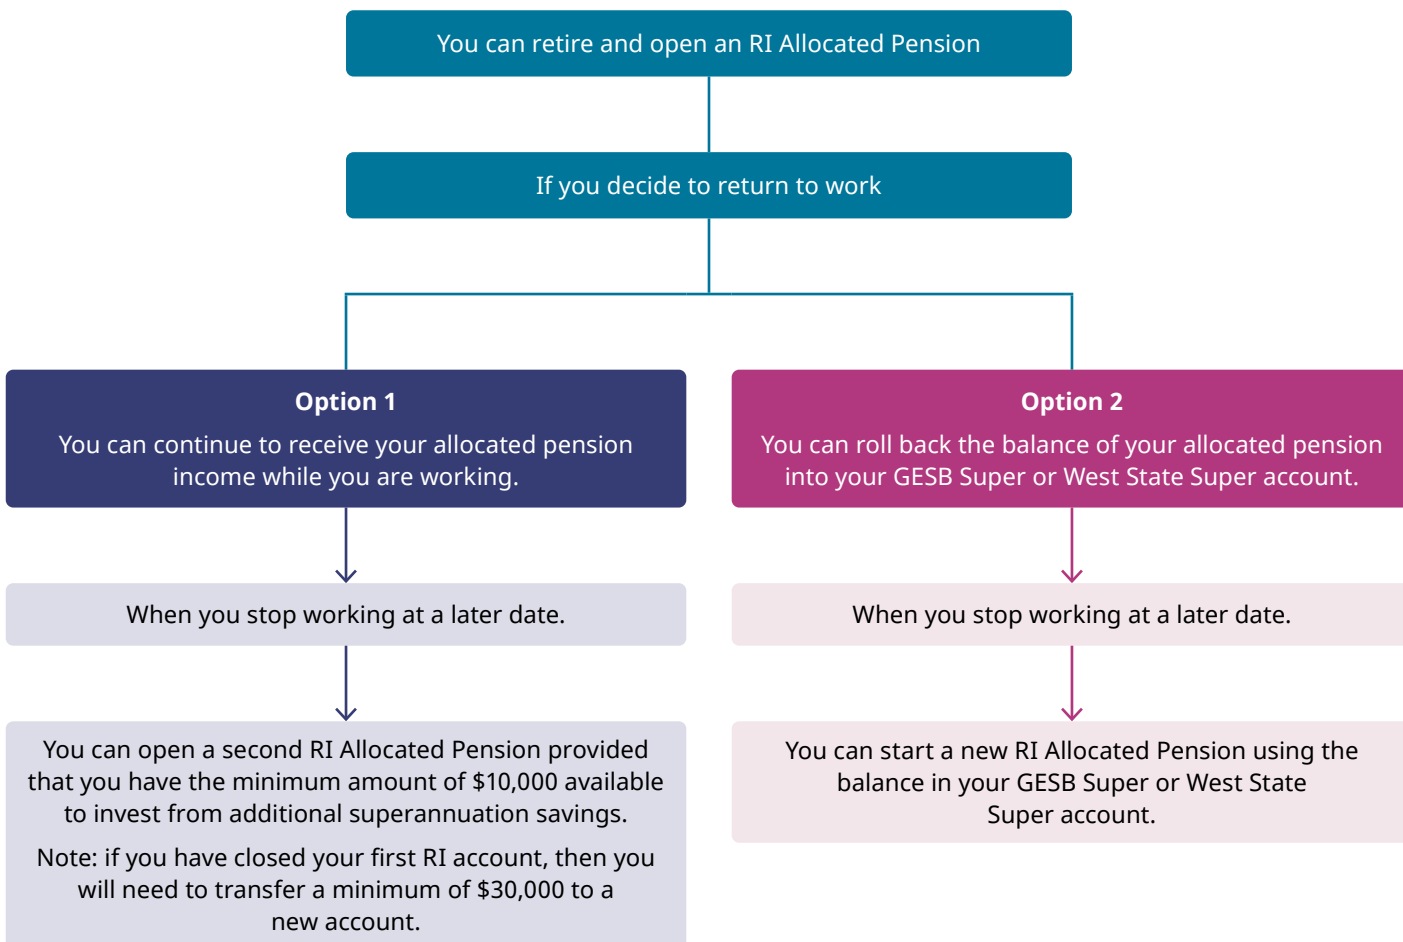 You can retire and open an RI Allocated Pension
If you decide to return to work
Option 1
You can continue to receive your allocated pension
income while you are working.
When you stop working at a later date.
You can open a second RI Allocated Pension provided
that you have the minimum amount of $10,000 available
to invest from additional superannuation savings.
Note: if you have closed your first RI account, then you
will need to transfer a minimum of $30,000 to a
new account.
Option 2
You can roll back the balance of your allocated pension
into your GESB Super or West State Super account.
When you stop working at a later date.
You can start a new RI Allocated Pension using the
balance in your GESB Super or West State
Super account.